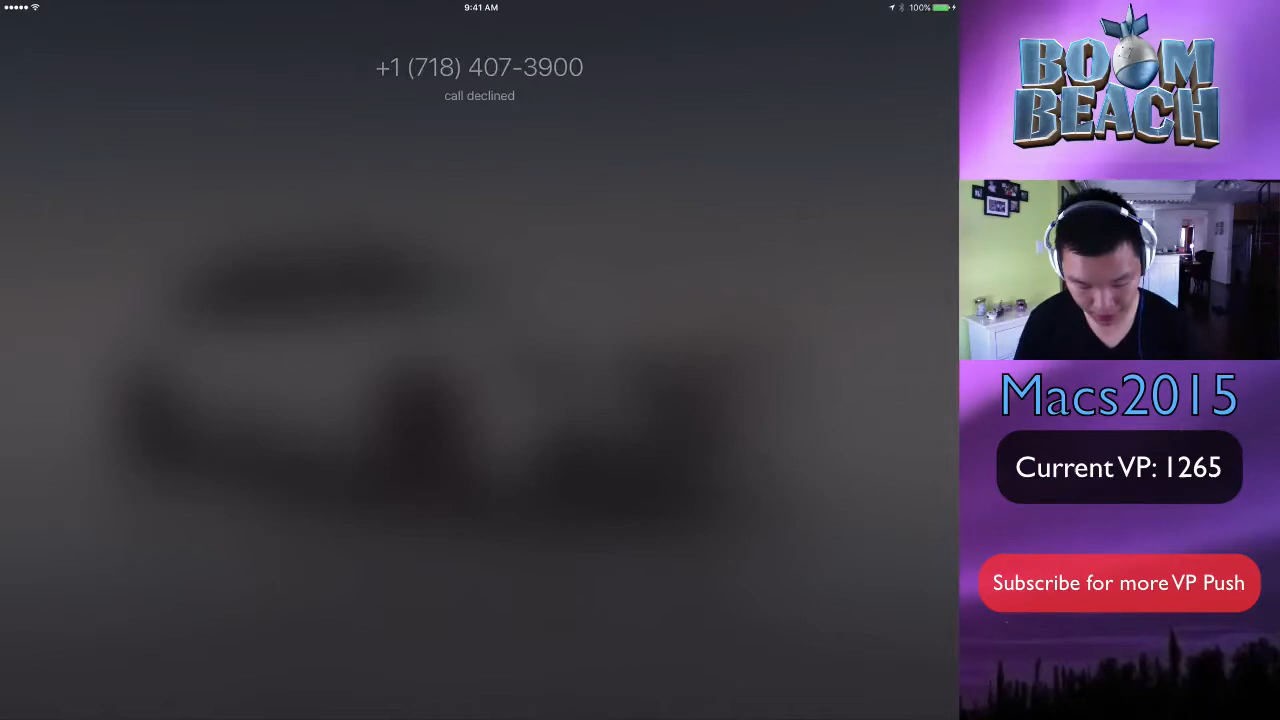 9:41 AM
100%
+1 (718) 407-3900
call declined
BOOM
BEACH
Macs2015
Current VP: 1265
Subscribe for more VP Push